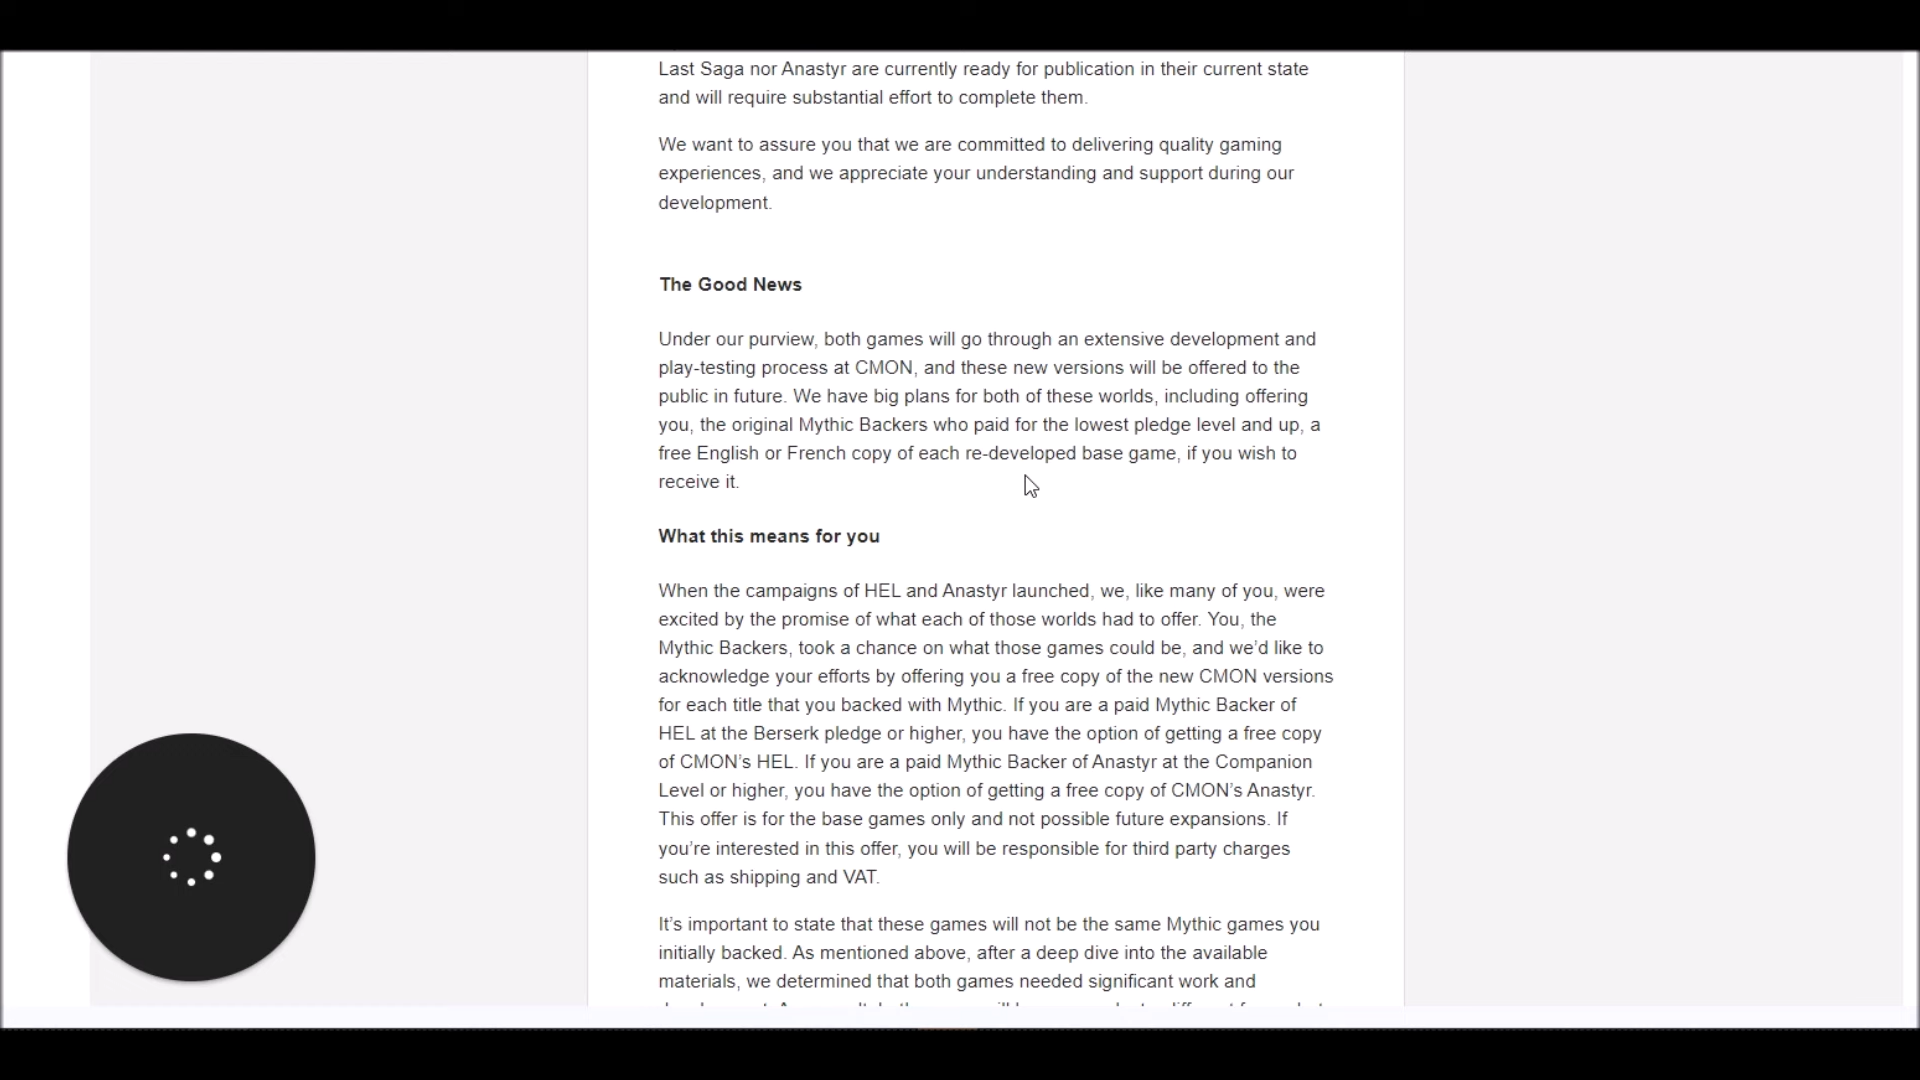 Last Saga nor Anastyr are currently ready for publication in their current state
and will require substantial effort to complete them.
We want to assure you that we are committed to delivering quality gaming
experiences, and we appreciate your understanding and support during our
development.
The Good News
Under our purview, both games will go through an extensive development and
play-testing process at CMON, and these new versions will be offered to the
public in future. We have big plans for both of these worlds, including offering
you, the original Mythic Backers who paid for the lowest pledge level and up, a
free English or French copy of each re-developed base game, if you wish to
receive it.
What this means for you
When the campaigns of HEL and Anastyr launched, we, like many of you, were
excited by the promise of what each of those worlds had to offer. You, the
Mythic Backers, took a chance on what those games could be, and we’d like to
acknowledge your efforts by offering you a free copy of the new CMON versions
for each title that you backed with Mythic. If you are a paid Mythic Backer of
HEL at the Berserk pledge or higher, you have the option of getting a free copy
of CMON’s HEL. If you are a paid Mythic Backer of Anastyr at the Companion
Level or higher, you have the option of getting a free copy of CMON’s Anastyr.
This offer is for the base games only and not possible future expansions. If
you’re interested in this offer, you will be responsible for third party charges
such as shipping and VAT.
It’s important to state that these games will not be the same Mythic games you
initially backed. As mentioned above, after a deep dive into the available
materials, we determined that both games needed significant work and